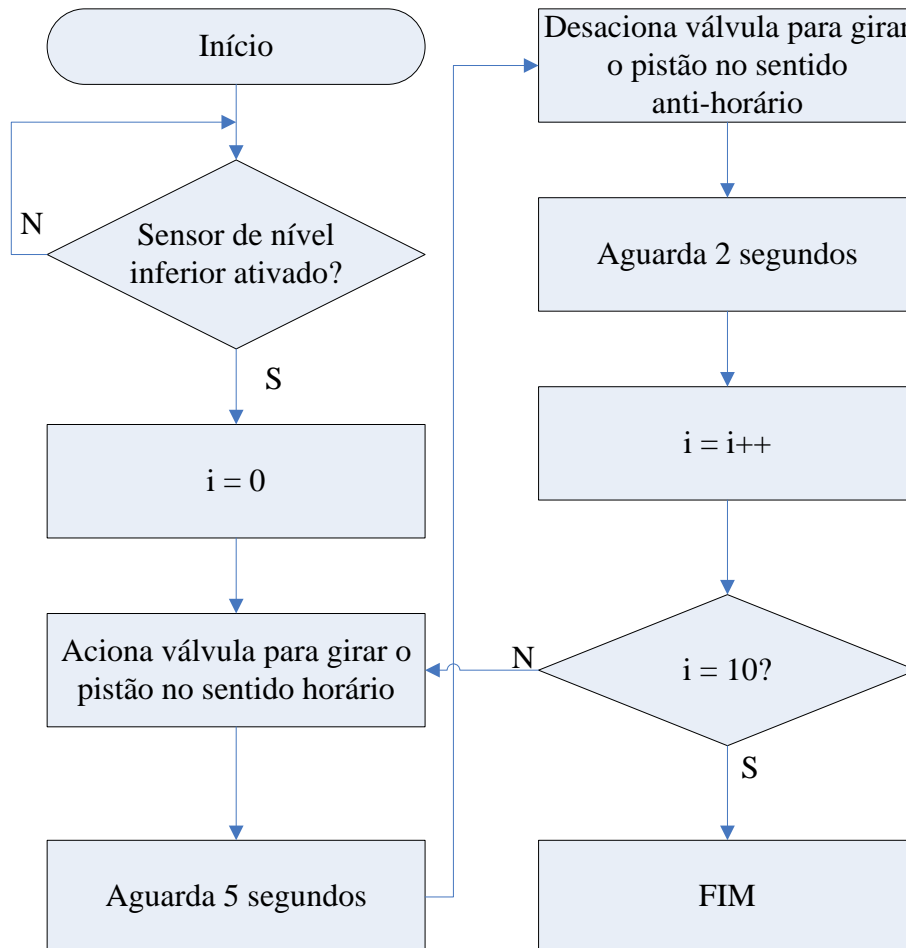 Início
N
Sensor de nível
inferior ativado?
S
i = 0
Aciona válvula para girar o
pistão no sentido horário
Aguarda 5 segundos
Desaciona válvula para girar
o pistão no sentido
anti-horário
Aguarda 2 segundos
i = i++
N
i = 10?
S
FIM